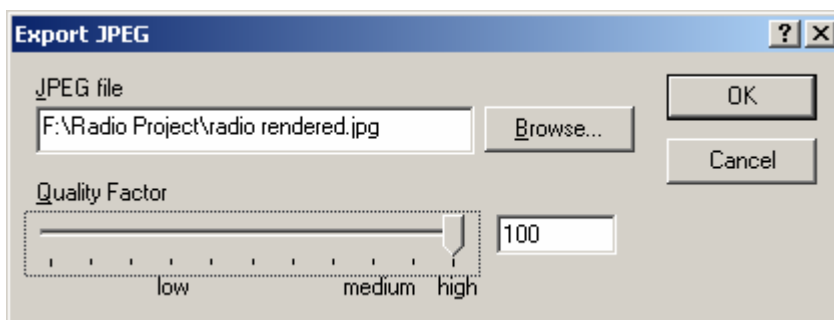 Export JPEG
JPEG file
F:\Radio Project\radio rendered.jpg
Browse...
OK
Cancel
Quality Factor
100
low medium high